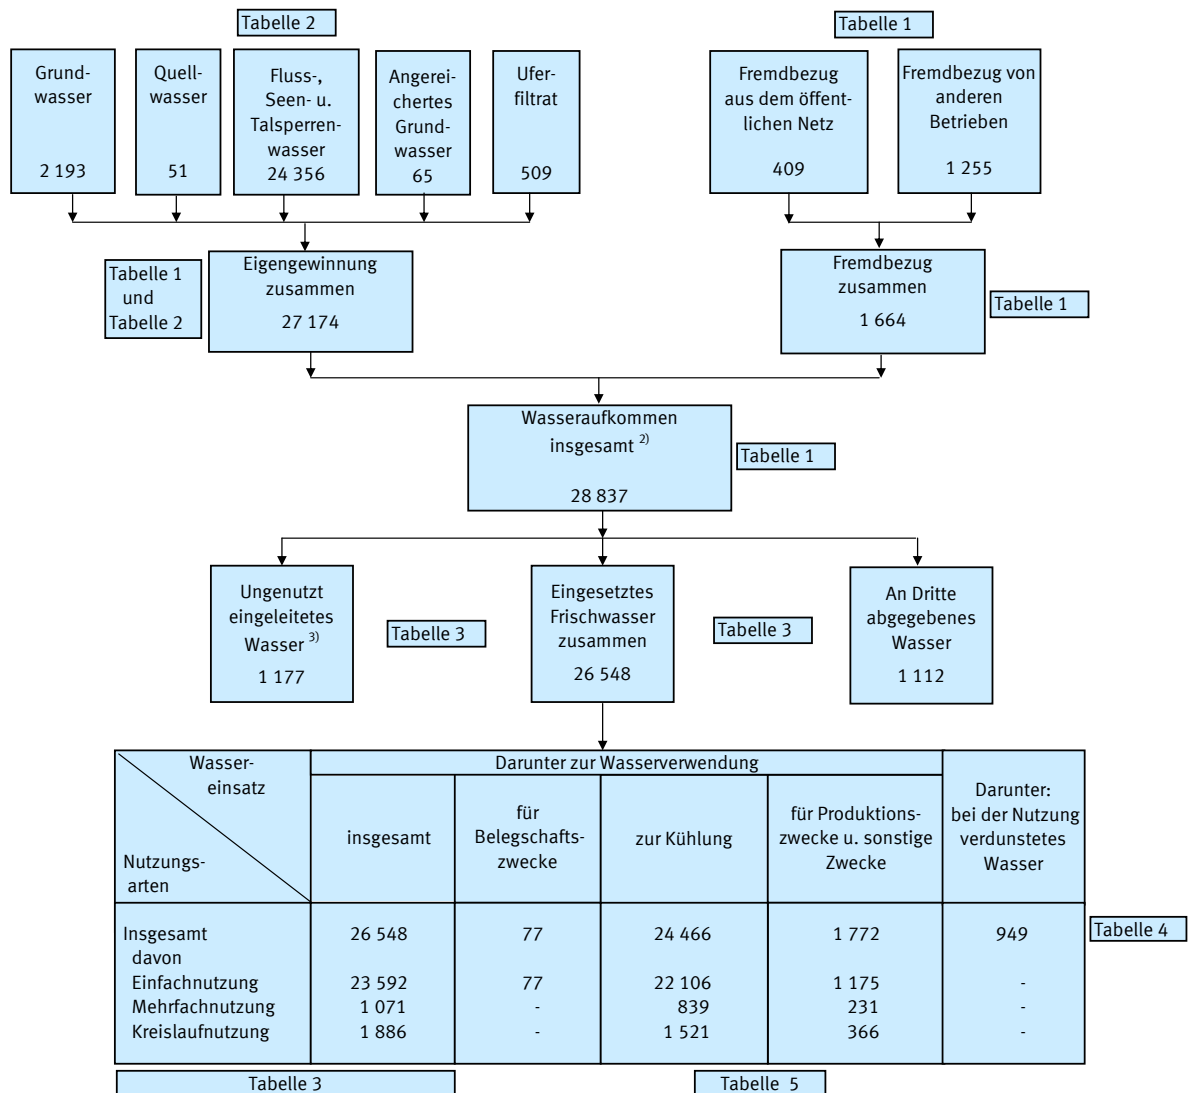 Tabelle 2
Tabelle 1
Grund-
wasser
2 193
Quell-
wasser
51
Fluss-,
Seen- u.
Talsperren-
wasser
24 356
Angerei-
chertes
Grund-
wasser
65
Ufer-
filtrat
509
Fremdbezug
aus dem öffent-
lichen Netz
409
Fremdbezug von
anderen
Betrieben
1 255
Tabelle 1
und
Tabelle 2
Eigengewinnung
zusammen
27 174
Fremdbezug
zusammen
1 664
Tabelle 1
Wasseraufkommen
insgesamt 2)
28 837
Tabelle 1
Ungenutzt
eingeleitetes
Wasser 3)
1 177
Tabelle 3
Eingesetztes
Frischwasser
zusammen
26 548
Tabelle 3
An Dritte
abgegebenes
Wasser
1 112
Wasser-
einsatz
Nutzungs-
arten
Darunter zur Wasserverwendung
insgesamt
für
Belegschafts-
zwecke
zur Kühlung
für Produktions-
zwecke u. sonstige
Zwecke
Darunter:
bei der Nutzung
verdunstetes
Wasser
Insgesamt 26 548 77 24 466 1 772 949
davon
Einfachnutzung 23 592 77 22 106 1 175 -
Mehrfachnutzung 1 071 - 839 231 -
Kreislaufnutzung 1 886 - 1 521 366 -
Tabelle 4
Tabelle 3
Tabelle 5